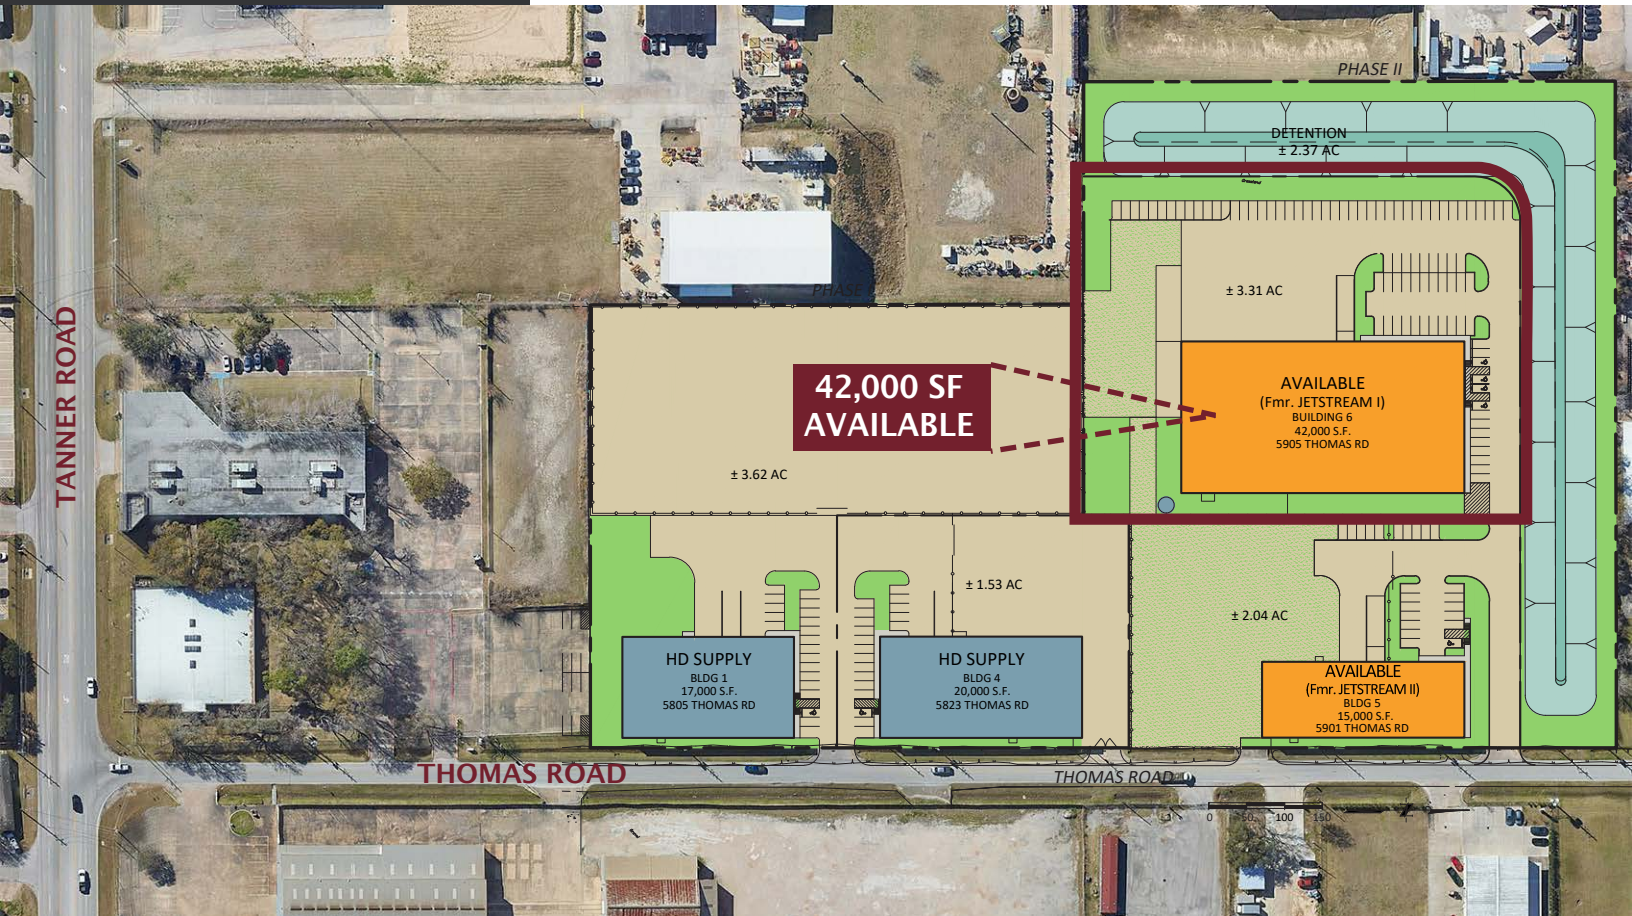 PHASE II
DETENTION
± 2.37 AC
± 3.31 AC
PHASE
TANNER ROAD
42,000 SF
AVAILABLE
AVAILABLE
(Fmr. JETSTREAM I)
BUILDING 6
42,000 S.F.
5905 THOMAS RD
± 3.62 AC
± 1.53 AC
± 2.04 AC
HD SUPPLY
BLDG 1
17,000 S.F.
5805 THOMAS RD
HD SUPPLY
BLDG 4
20,000 S.F.
5823 THOMAS RD
AVAILABLE
(Fmr. JETSTREAM II)
BLDG 5
15,000 S.F.
5901 THOMAS RD
THOMAS ROAD
THOMAS ROAD
0 50 100 150